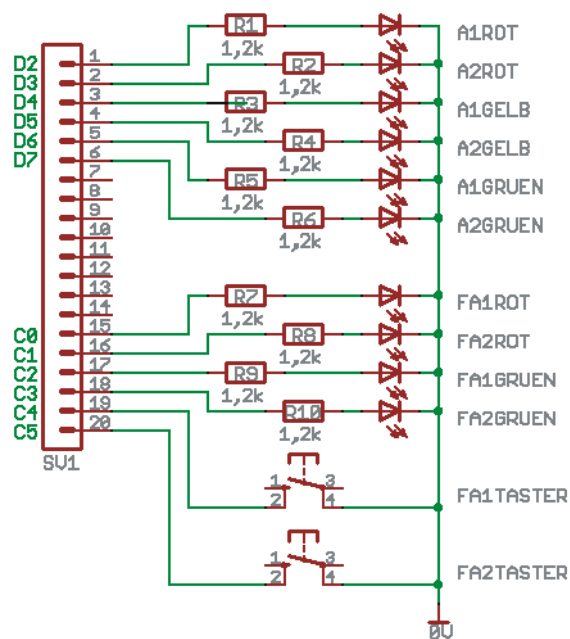 R1
1,2k
A1ROT
D2 1
R2
1,2k
A2ROT
D3 2
D4 3
R3
1,2k
A1GELB
D5 4
R4
1,2k
A2GELB
D6 5
R5
1,2k
A1GRUEN
D7 6
R6
1,2k
A2GRUEN
7
8
9
10
11
12
13
14
R7
1,2k
FA1ROT
C0 15
R8
1,2k
FA2ROT
C1 16
C2 17
R9
1,2k
FA1GRUEN
C3 18
R10
1,2k
FA2GRUEN
C4 19
C5 20
SV1
1 3
2 4
FA1TASTER
1 3
2 4
FA2TASTER
0V